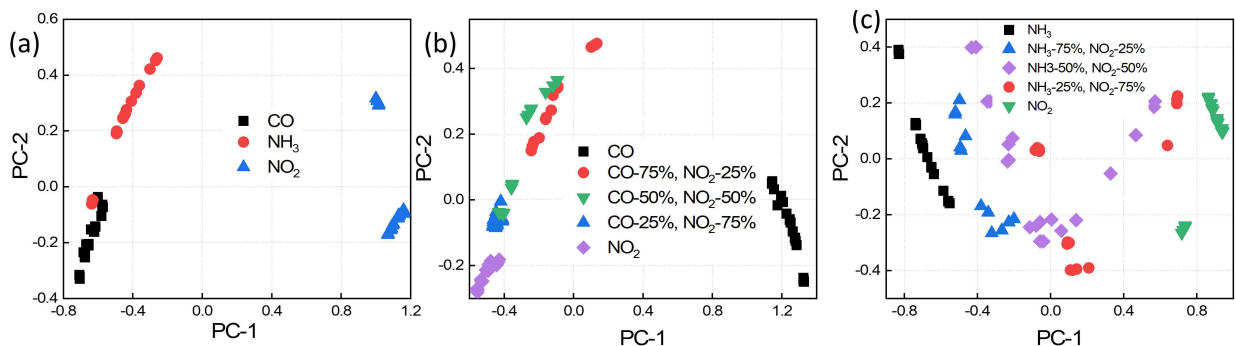 (a)
0.6
0.4
0.2
0.0
-0.2
-0.4
PC-2
CO
NH₃
NO₂
-0.8
-0.4
0.0
0.4
0.8
1.2
PC-1
(b)
0.4
0.2
0.0
-0.2
PC-2
CO
CO-75%, NO₂-25%
CO-50%, NO₂-50%
CO-25%, NO₂-75%
NO₂
-0.4
0.0
0.4
0.8
1.2
PC-1
(c)
0.4
0.2
0.0
-0.2
-0.4
PC-2
NH₃
NH₃-75%, NO₂-25%
NH3-50%, NO₂-50%
NH₃-25%, NO₂-75%
NO₂
-0.8
-0.4
0.0
0.4
0.8
PC-1